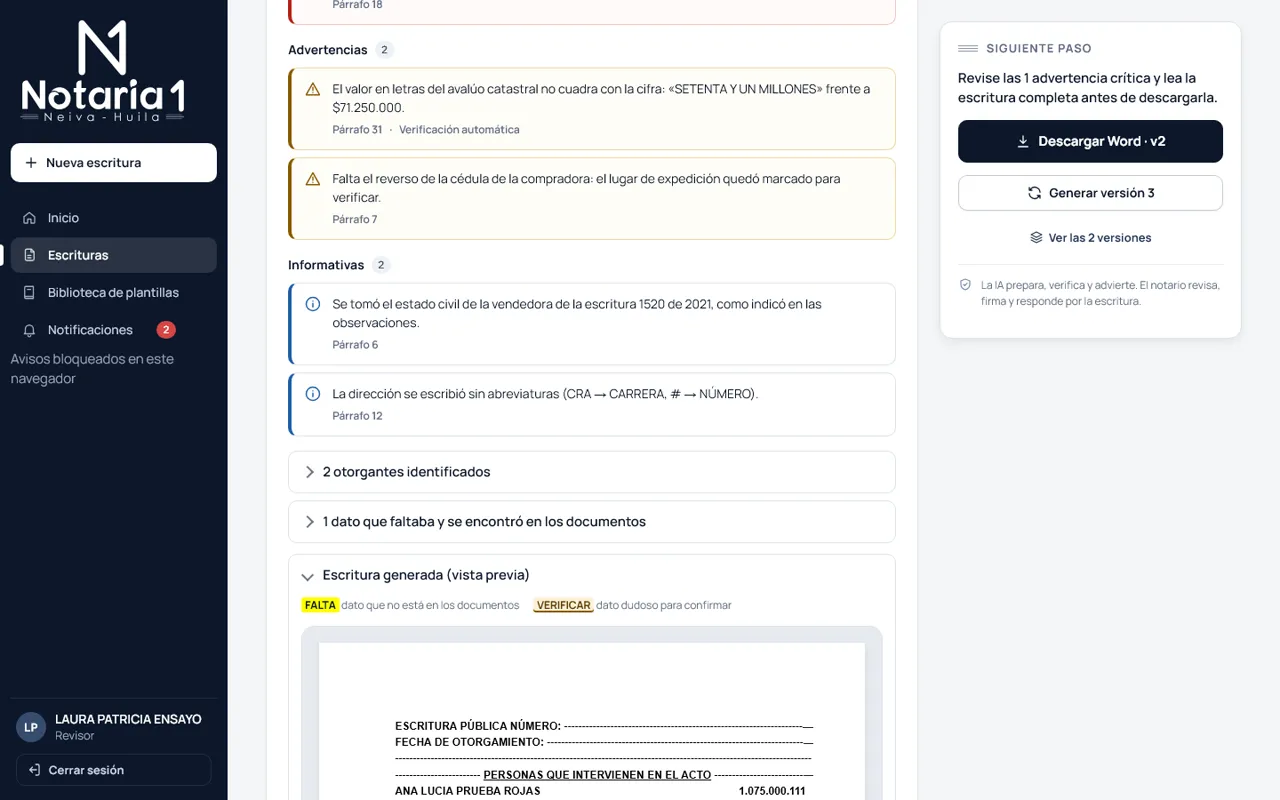 Notaria 1
Neiva - Huila
Nueva escritura
Inicio
Escrituras
Biblioteca de plantillas
Notificaciones 2
Avisos bloqueados en este
navegador
LP
LAURA PATRICIA ENSAYO
Revisor
Cerrar sesión
Párrafo 18
Advertencias 2
El valor en letras del avalúo catastral no cuadra con la cifra: «SETENTA Y UN MILLONES» frente a
$71.250.000.
Párrafo 31 · Verificación automática
Falta el reverso de la cédula de la compradora: el lugar de expedición quedó marcado para
verificar.
Párrafo 7
Informativas 2
Se tomó el estado civil de la vendedora de la escritura 1520 de 2021, como indicó en las
observaciones.
Párrafo 6
La dirección se escribió sin abreviaturas (CRA → CARRERA, # → NÚMERO).
Párrafo 12
2 otorgantes identificados
1 dato que faltaba y se encontró en los documentos
Escritura generada (vista previa)
FALTA dato que no está en los documentos VERIFICAR dato dudoso para confirmar
ESCRITURA PÚBLICA NÚMERO: ----------------------------------------------------------------------
FECHA DE OTORGAMIENTO: ---------------------------------------------------------------------------
--------------------------------------------------------------------------------------------------------------------
------------------------ PERSONAS QUE INTERVIENEN EN EL ACTO ----------------------------
ANA LUCIA PRUEBA ROJAS 1.075.000.111
SIGUIENTE PASO
Revise las 1 advertencia crítica y lea la
escritura completa antes de descargarla.
Descargar Word · v2
Generar versión 3
Ver las 2 versiones
La IA prepara, verifica y advierte. El notario revisa,
firma y responde por la escritura.